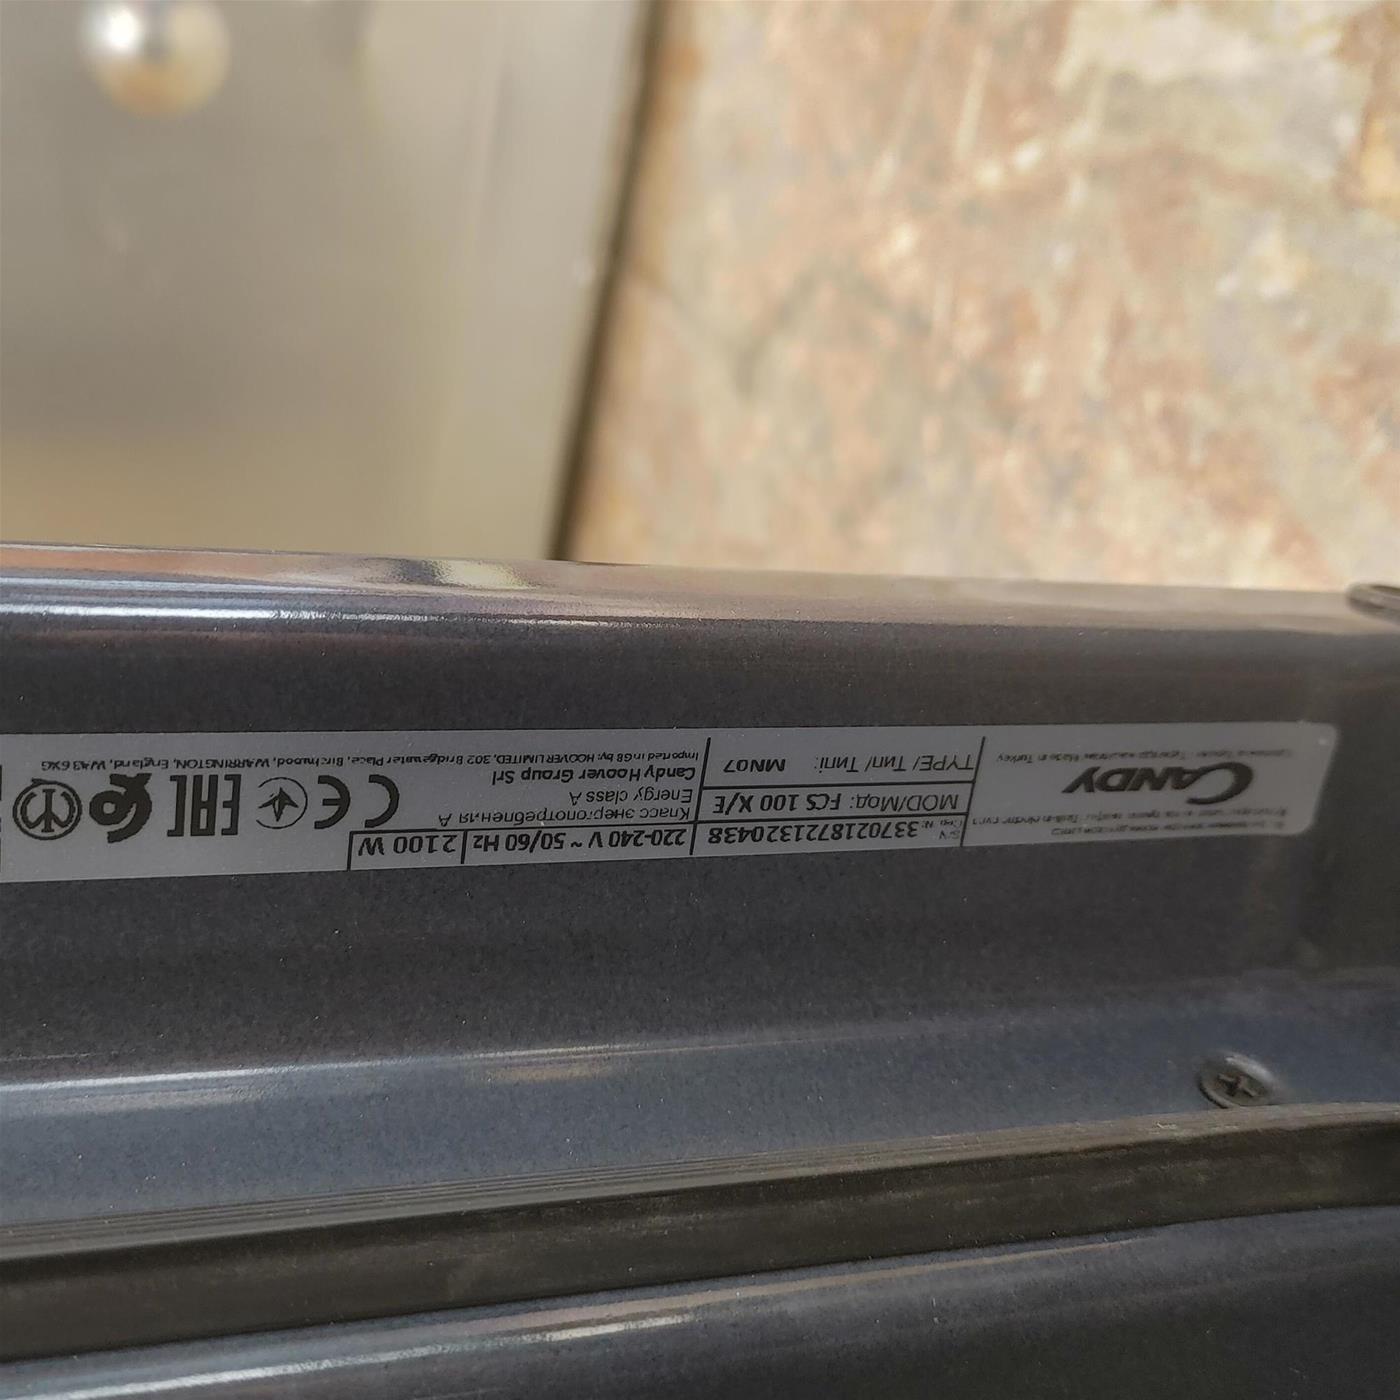 CANDY
Made in Turkey
S/N
3370218721320438
MOD/Мод: FCS 100 X/E
TYPE/ Тип/ Типі: MN07
220-240 V ~ 50/60 Hz
2100 W
Класс энергопотребления A
Energy class A
Candy Hoover Group Srl
Imported in GB by: HOOVER LIMITED, 302 Bridgewater Place, Birchwood, WARRINGTON, England, WA3 6XG
CE
EAC